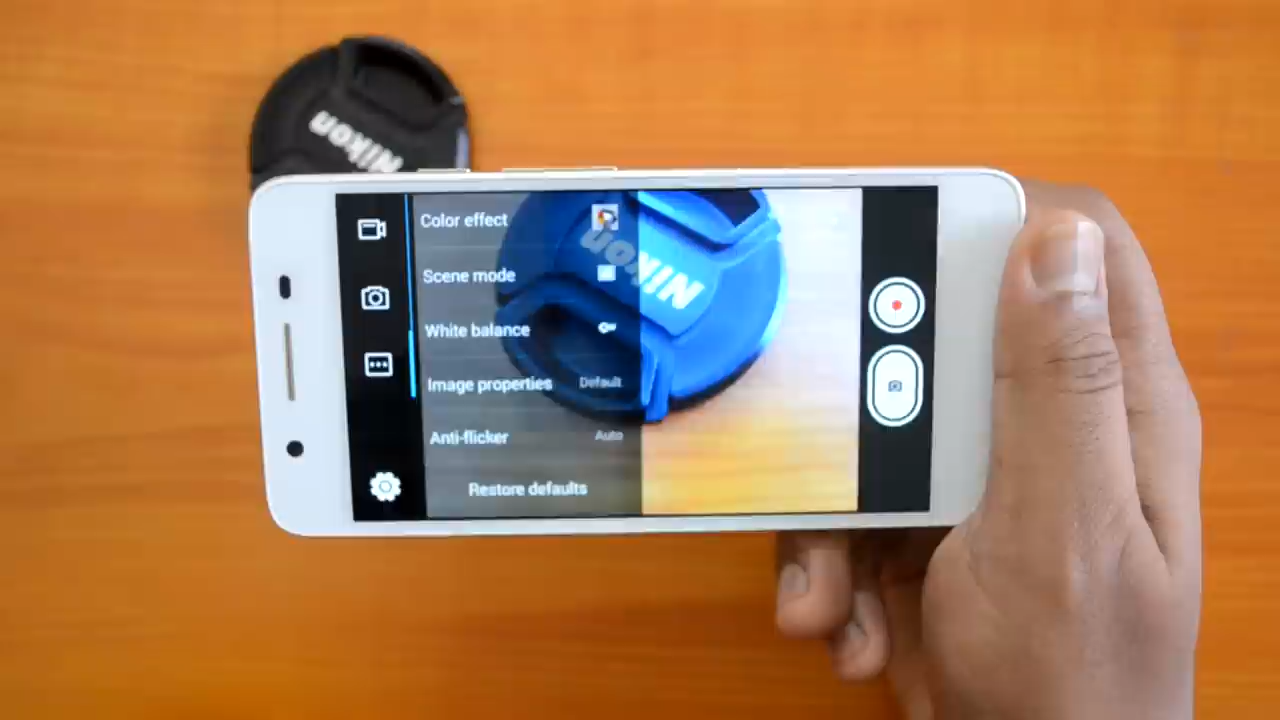 Nikon
Color effect
Scene mode
White balance
Image properties Default
Anti-flicker Auto
Restore defaults
Nikon